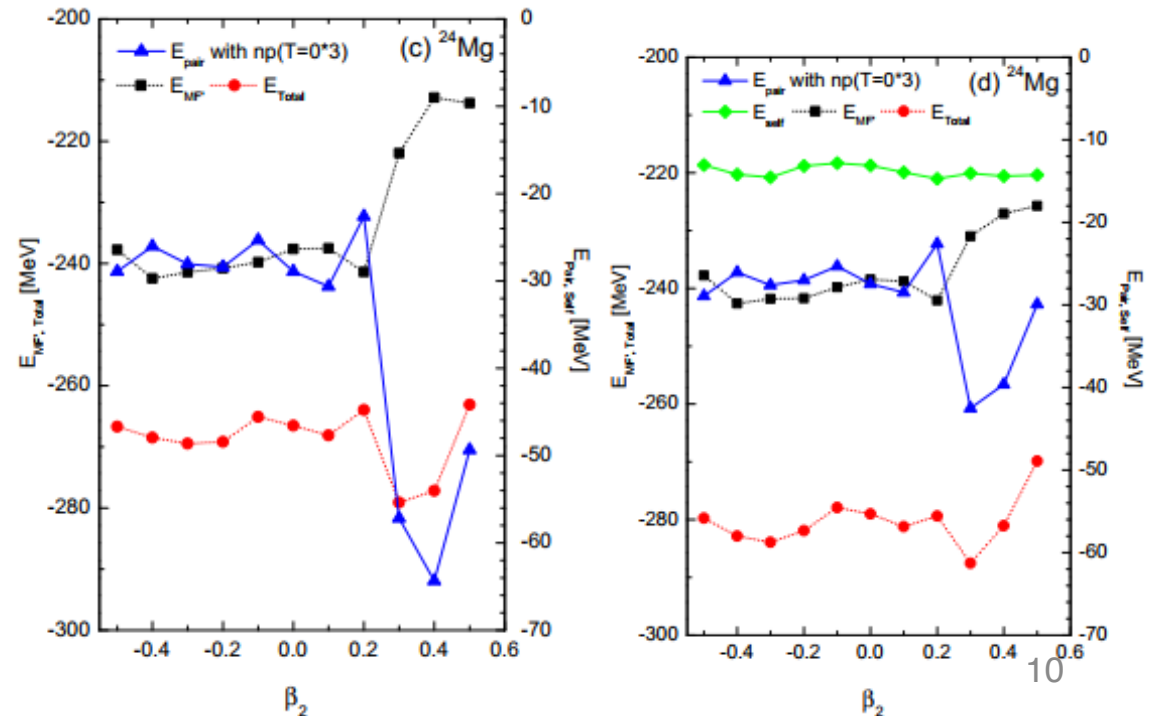 (c) ²⁴Mg
E_pair with np(T=0*3)
E_MF' E_Total
-200
-220
-240
-260
-280
-300
0
-10
-20
-30
-40
-50
-60
-70
-0.4 -0.2 0.0 0.2 0.4 0.6
E_MF', Total [MeV]
E_Pair, Self [MeV]
β₂
(d) ²⁴Mg
E_pair with np(T=0*3)
E_self E_MF' E_Total
-200
-220
-240
-260
-280
-300
0
-10
-20
-30
-40
-50
-60
-70
-0.4 -0.2 0.0 0.2 0.4 0.6
E_MF', Total [MeV]
E_Pair, Self [MeV]
β₂
10